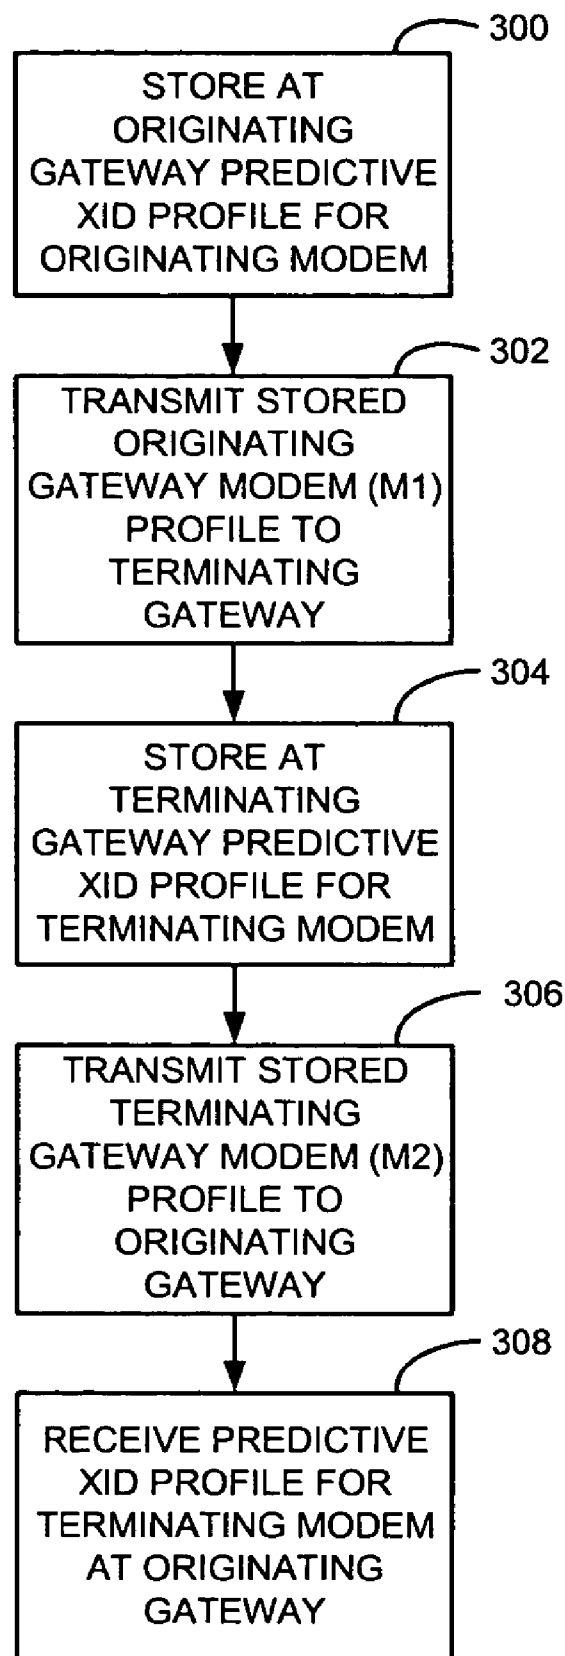 300
STORE AT
ORIGINATING
GATEWAY PREDICTIVE
XID PROFILE FOR
ORIGINATING MODEM
302
TRANSMIT STORED
ORIGINATING
GATEWAY MODEM (M1)
PROFILE TO
TERMINATING
GATEWAY
304
STORE AT
TERMINATING
GATEWAY PREDICTIVE
XID PROFILE FOR
TERMINATING MODEM
306
TRANSMIT STORED
TERMINATING
GATEWAY MODEM (M2)
PROFILE TO
ORIGINATING
GATEWAY
308
RECEIVE PREDICTIVE
XID PROFILE FOR
TERMINATING MODEM
AT ORIGINATING
GATEWAY